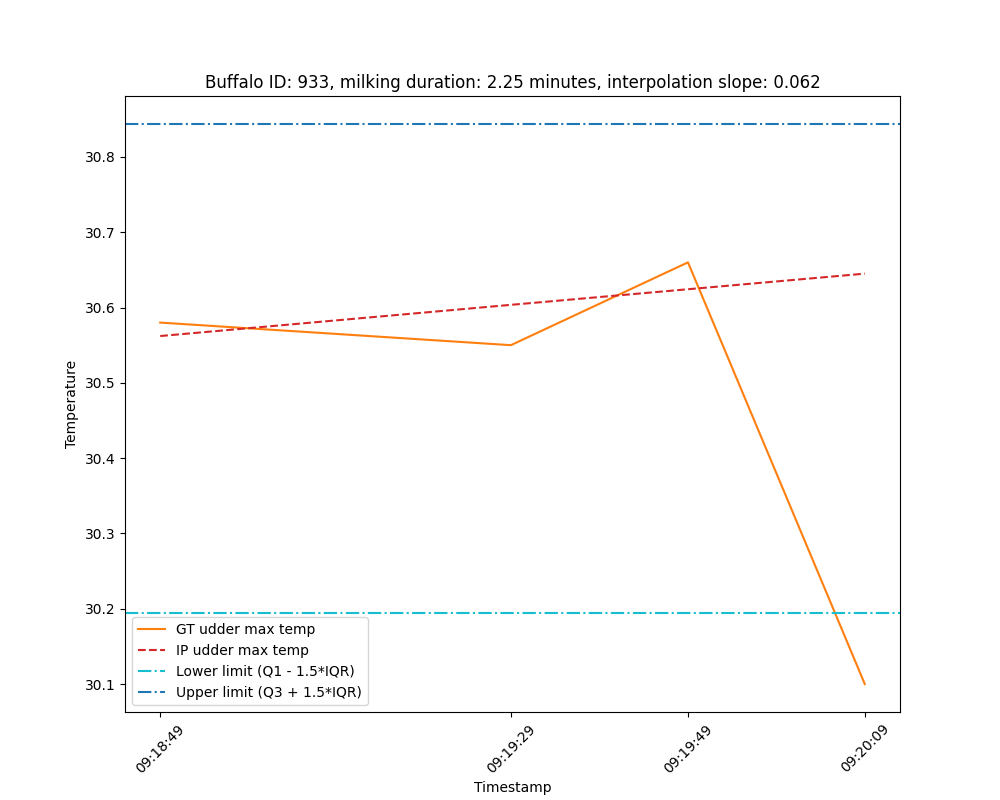 Buffalo ID: 933, milking duration: 2.25 minutes, interpolation slope: 0.062
30.8
30.7
30.6
30.5
30.4
30.3
30.2
30.1
Temperature
GT udder max temp
IP udder max temp
Lower limit (Q1 - 1.5*IQR)
Upper limit (Q3 + 1.5*IQR)
09:18:49
09:19:29
09:19:49
09:20:09
Timestamp